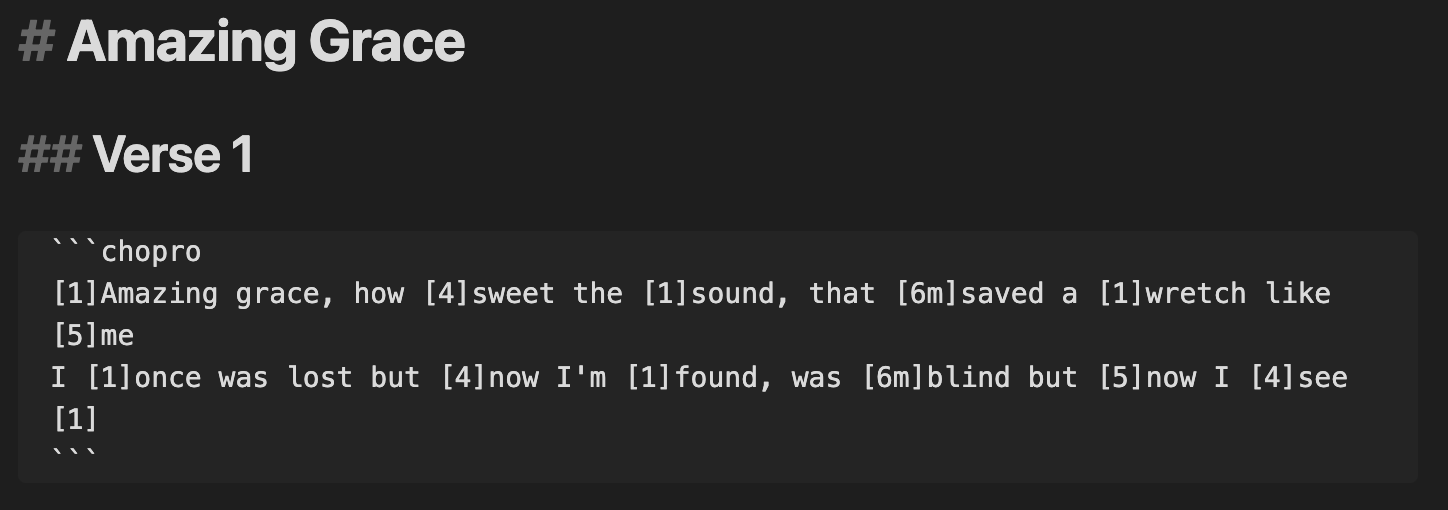 # Amazing Grace
## Verse 1
```chopro
[1]Amazing grace, how [4]sweet the [1]sound, that [6m]saved a [1]wretch like
[5]me
I [1]once was lost but [4]now I'm [1]found, was [6m]blind but [5]now I [4]see
[1]
```